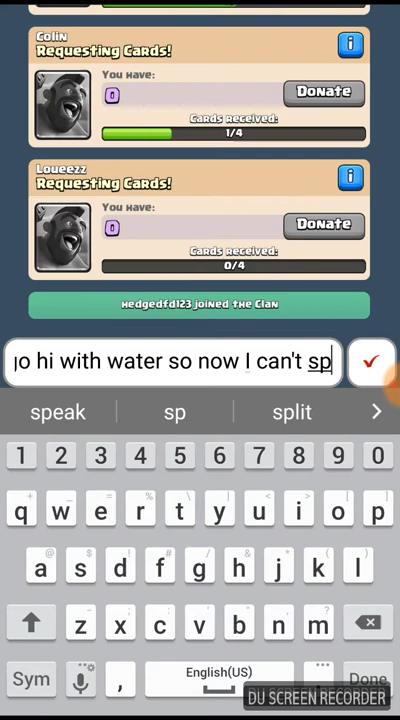 Colin
Requesting Cards!
You Have:
0
Donate
Cards Received:
1/4
Loueezz
Requesting Cards!
You Have:
0
Donate
Cards Received:
0/4
Hedgedfd123 joined the Clan
go hi with water so now I can't sp
speak sp split >
1 2 3 4 5 6 7 8 9 0
q w e r t y u i o p
a s d f g h j k l
z x c v b n m
Sym , English(US) Done
DU SCREEN RECORDER